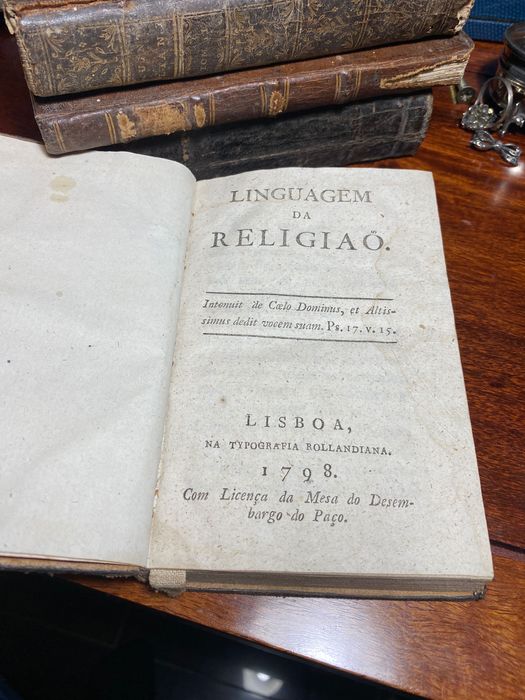 LINGUAGEM
DA
RELIGIAÕ.
Intonuit de Cœlo Dominus, et Altis-
simus dedit vocem suam. Ps. 17. v. 15.
LISBOA,
NA TYPOGRAFIA ROLLANDIANA.
1798.
Com Licença da Mesa do Desem-
bargo do Paço.